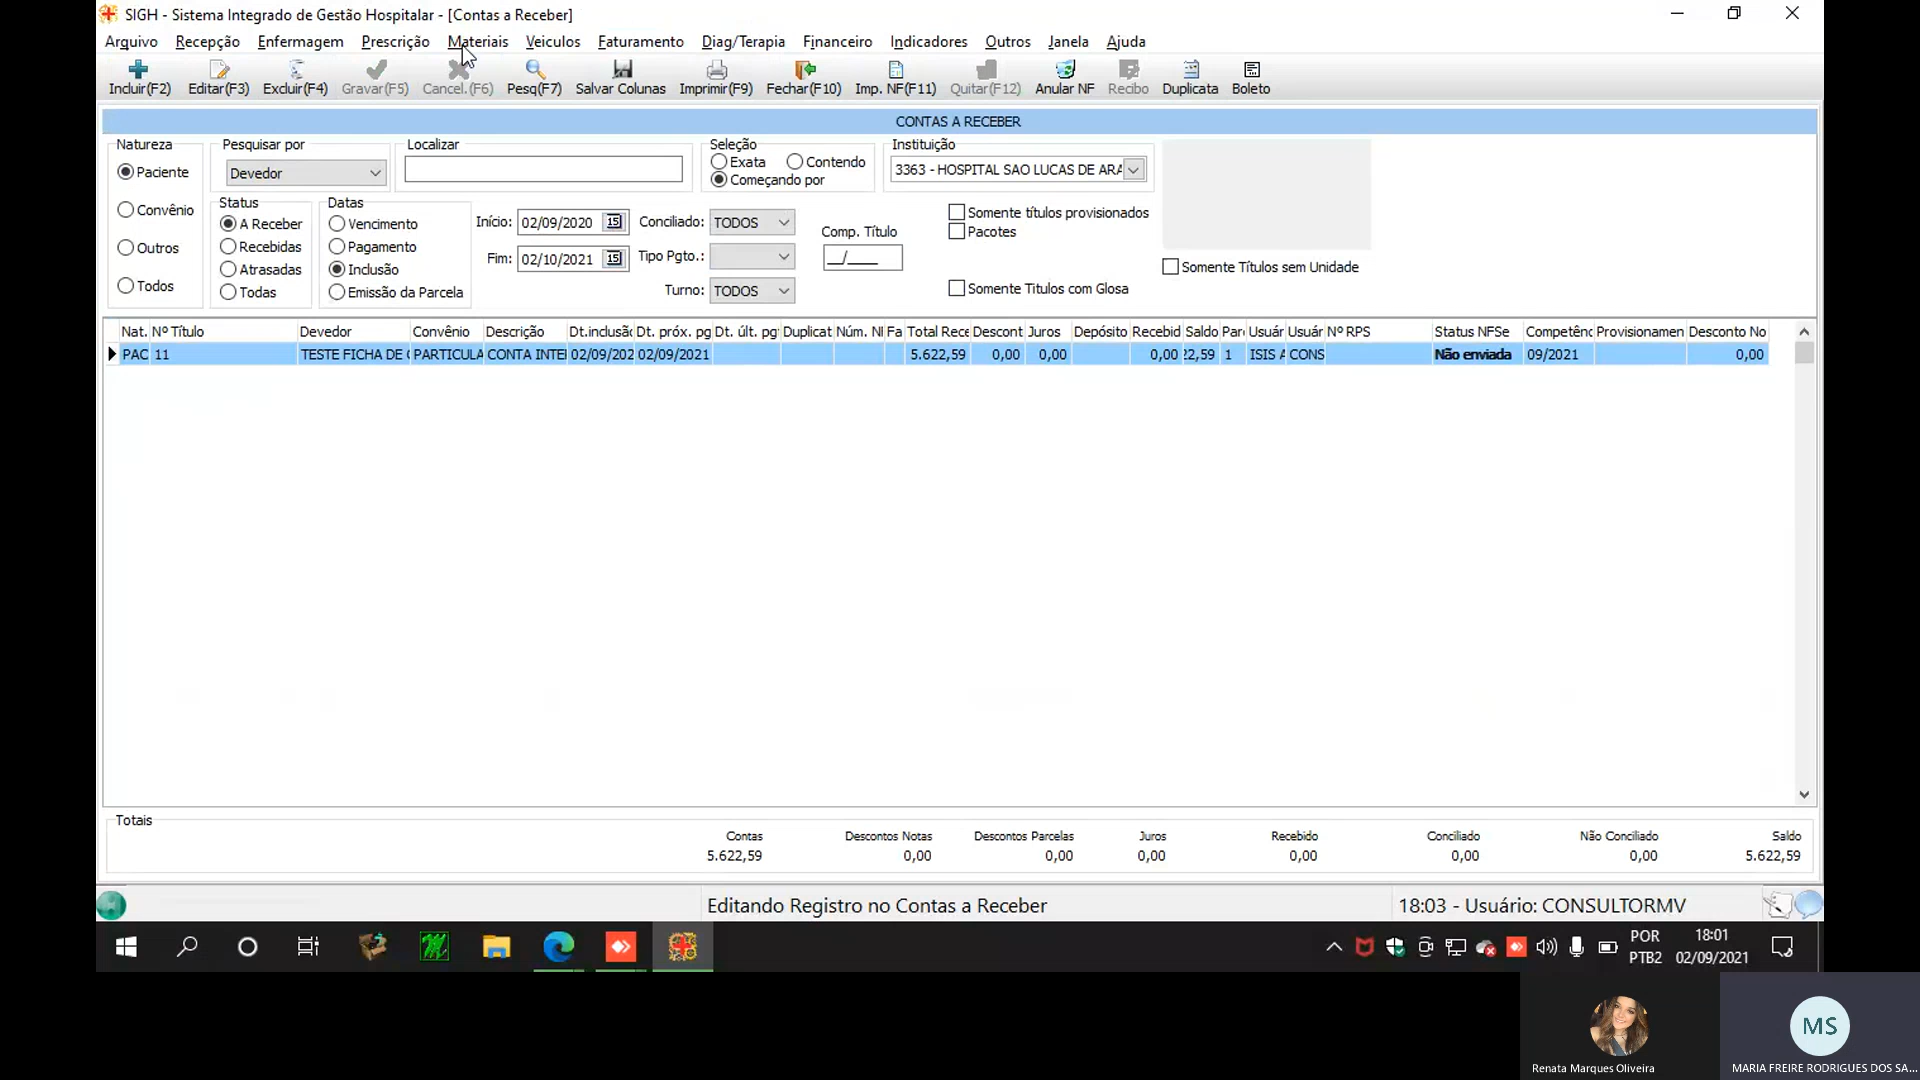 SIGH - Sistema Integrado de Gestão Hospitalar - [Contas a Receber]
Arquivo Recepção Enfermagem Prescrição Materiais Veiculos Faturamento Diag/Terapia Financeiro Indicadores Outros Janela Ajuda
Incluir(F2) Editar(F3) Excluir(F4) Gravar(F5) Cancel.(F6) Pesq(F7) Salvar Colunas Imprimir(F9) Fechar(F10) Imp. NF(F11) Quitar(F12) Anular NF Recibo Duplicata Boleto
CONTAS A RECEBER
Natureza Pesquisar por Localizar Seleção Instituição
Exata Contendo
Paciente Devedor 3363 - HOSPITAL SAO LUCAS DE ARA
Começando por
Status Datas
Convênio A Receber Vencimento Início: 02/09/2020 15 Conciliado: TODOS Somente títulos provisionados
Comp. Título Pacotes
Outros Recebidas Pagamento
Fim: 02/10/2021 15 Tipo Pgto.: __/____
Atrasadas Inclusão Somente Títulos sem Unidade
Todos Todas Emissão da Parcela Turno: TODOS Somente Titulos com Glosa
Nat. Nº Título Devedor Convênio Descrição Dt.inclusão Dt. próx. pg Dt. últ. pg Duplicat Núm. N Fa Total Rece Descont Juros Depósito Recebid Saldo Par Usuár Usuár Nº RPS Status NFSe Competênc Provisionamen Desconto No
PAC 11 TESTE FICHA DE PARTICULA CONTA INTE 02/09/202 02/09/2021 5.622,59 0,00 0,00 0,00 22,59 1 ISIS A CONS Não enviada 09/2021 0,00
Totais
Contas Descontos Notas Descontos Parcelas Juros Recebido Conciliado Não Conciliado Saldo
5.622,59 0,00 0,00 0,00 0,00 0,00 0,00 5.622,59
Editando Registro no Contas a Receber 18:03 - Usuário: CONSULTORMV
POR 18:01
PTB2 02/09/2021
MS
Renata Marques Oliveira MARIA FREIRE RODRIGUES DOS SA...